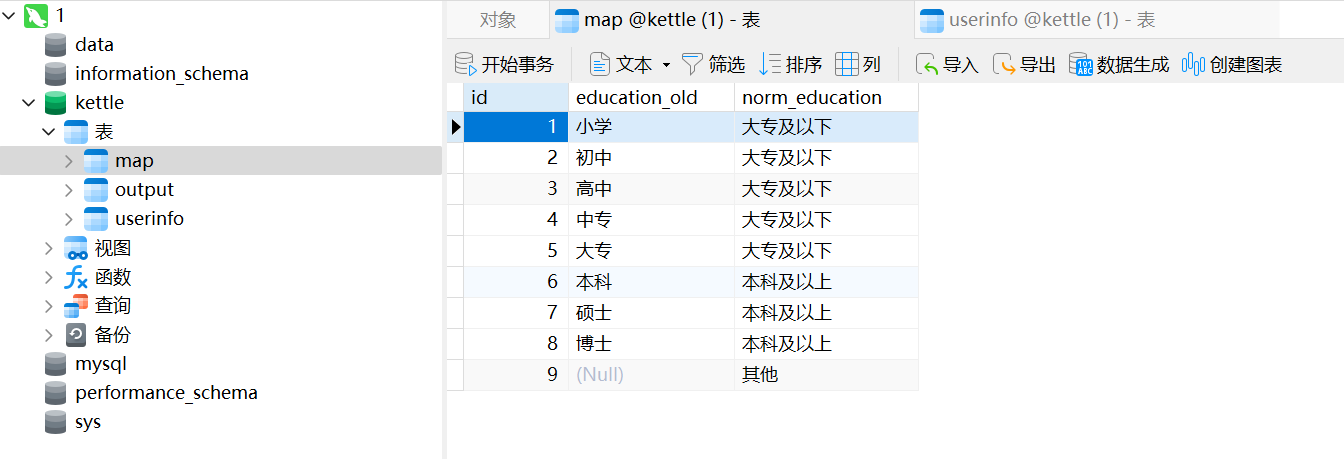 1
data
information_schema
kettle
表
map
output
userinfo
视图
函数
查询
备份
mysql
performance_schema
sys
对象 map @kettle (1) - 表 userinfo @kettle (1) - 表
开始事务 文本 筛选 排序 列 导入 导出 数据生成 创建图表
id education_old norm_education
1 小学 大专及以下
2 初中 大专及以下
3 高中 大专及以下
4 中专 大专及以下
5 大专 大专及以下
6 本科 本科及以上
7 硕士 本科及以上
8 博士 本科及以上
9 (Null) 其他